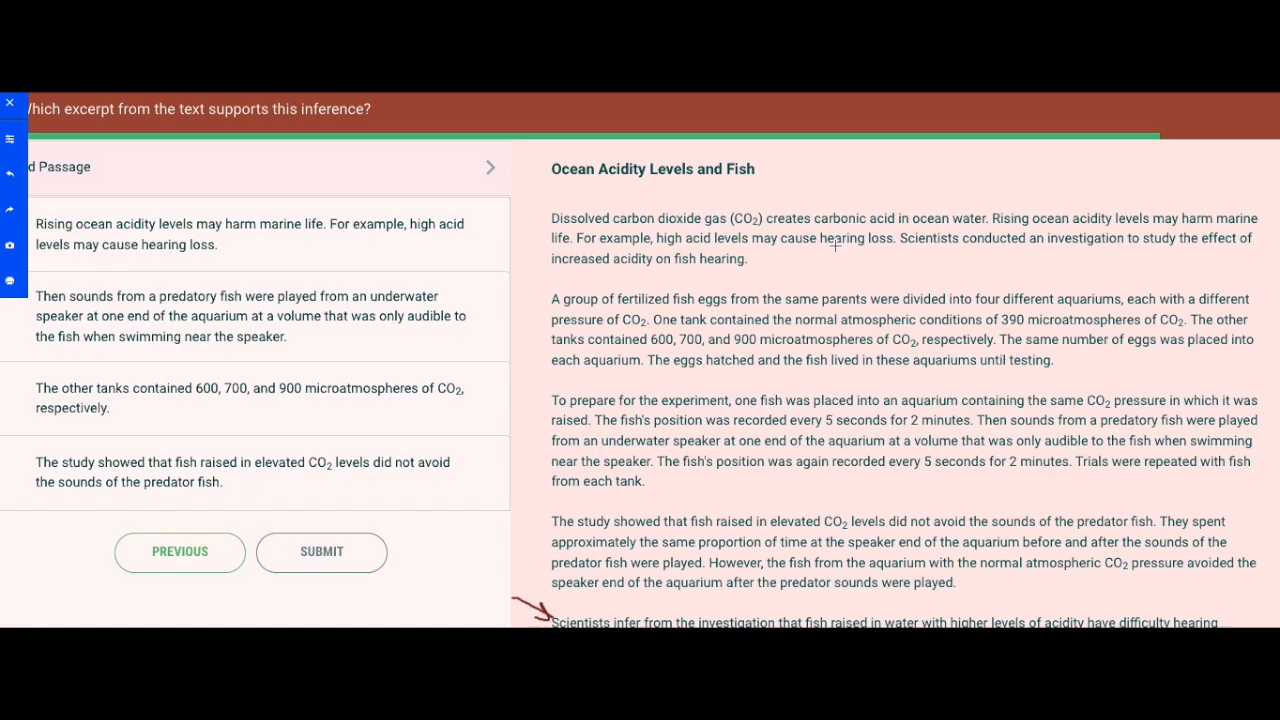 Which excerpt from the text supports this inference?
d Passage
Rising ocean acidity levels may harm marine life. For example, high acid
levels may cause hearing loss.
Then sounds from a predatory fish were played from an underwater
speaker at one end of the aquarium at a volume that was only audible to
the fish when swimming near the speaker.
The other tanks contained 600, 700, and 900 microatmospheres of CO₂,
respectively.
The study showed that fish raised in elevated CO₂ levels did not avoid
the sounds of the predator fish.
PREVIOUS
SUBMIT
Ocean Acidity Levels and Fish
Dissolved carbon dioxide gas (CO₂) creates carbonic acid in ocean water. Rising ocean acidity levels may harm marine
life. For example, high acid levels may cause hearing loss. Scientists conducted an investigation to study the effect of
increased acidity on fish hearing.
A group of fertilized fish eggs from the same parents were divided into four different aquariums, each with a different
pressure of CO₂. One tank contained the normal atmospheric conditions of 390 microatmospheres of CO₂. The other
tanks contained 600, 700, and 900 microatmospheres of CO₂, respectively. The same number of eggs was placed into
each aquarium. The eggs hatched and the fish lived in these aquariums until testing.
To prepare for the experiment, one fish was placed into an aquarium containing the same CO₂ pressure in which it was
raised. The fish's position was recorded every 5 seconds for 2 minutes. Then sounds from a predatory fish were played
from an underwater speaker at one end of the aquarium at a volume that was only audible to the fish when swimming
near the speaker. The fish's position was again recorded every 5 seconds for 2 minutes. Trials were repeated with fish
from each tank.
The study showed that fish raised in elevated CO₂ levels did not avoid the sounds of the predator fish. They spent
approximately the same proportion of time at the speaker end of the aquarium before and after the sounds of the
predator fish were played. However, the fish from the aquarium with the normal atmospheric CO₂ pressure avoided the
speaker end of the aquarium after the predator sounds were played.
Scientists infer from the investigation that fish raised in water with higher levels of acidity have difficulty hearing